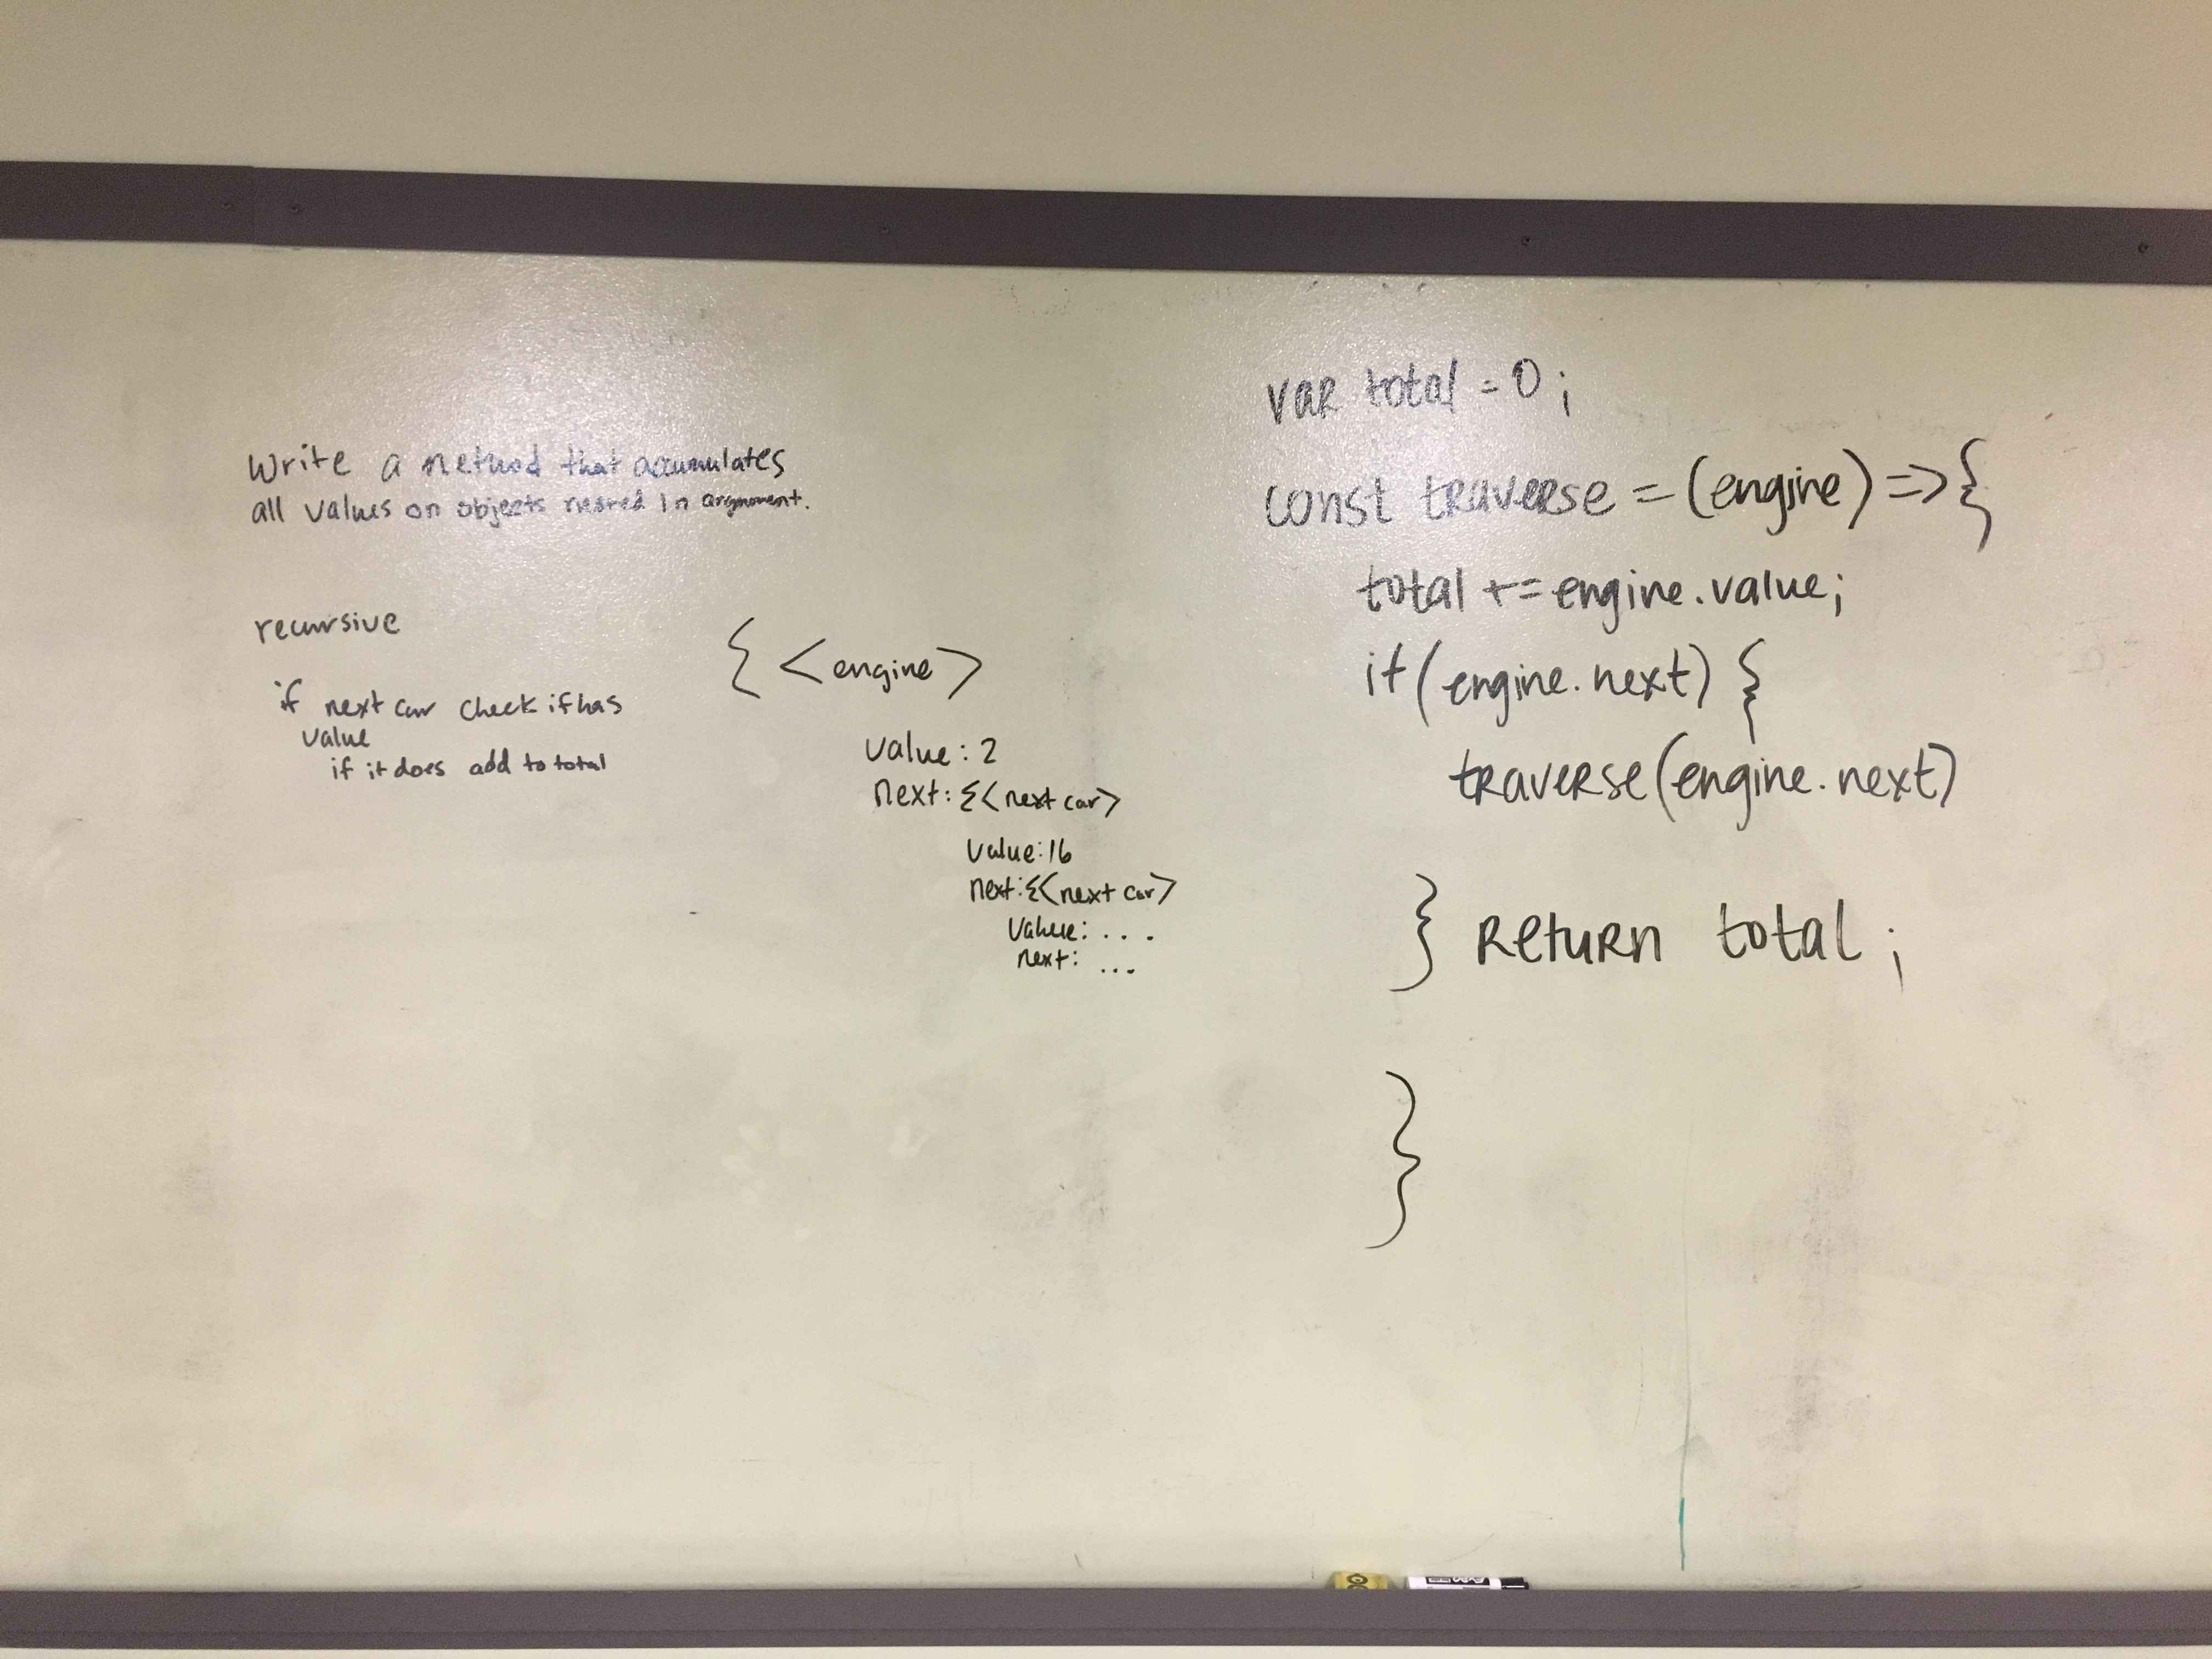 Write a method that accumulates
all values on objects nested in argument.
recursive
if next car check if has
value
if it does add to total
{ <engine>
value: 2
next: {<next car>
value: 16
next: {<next car>
value: ...
next: ...
var total = 0;
const traverse = (engine) => {
total += engine.value;
if (engine.next) {
traverse(engine.next)
} return total;
}